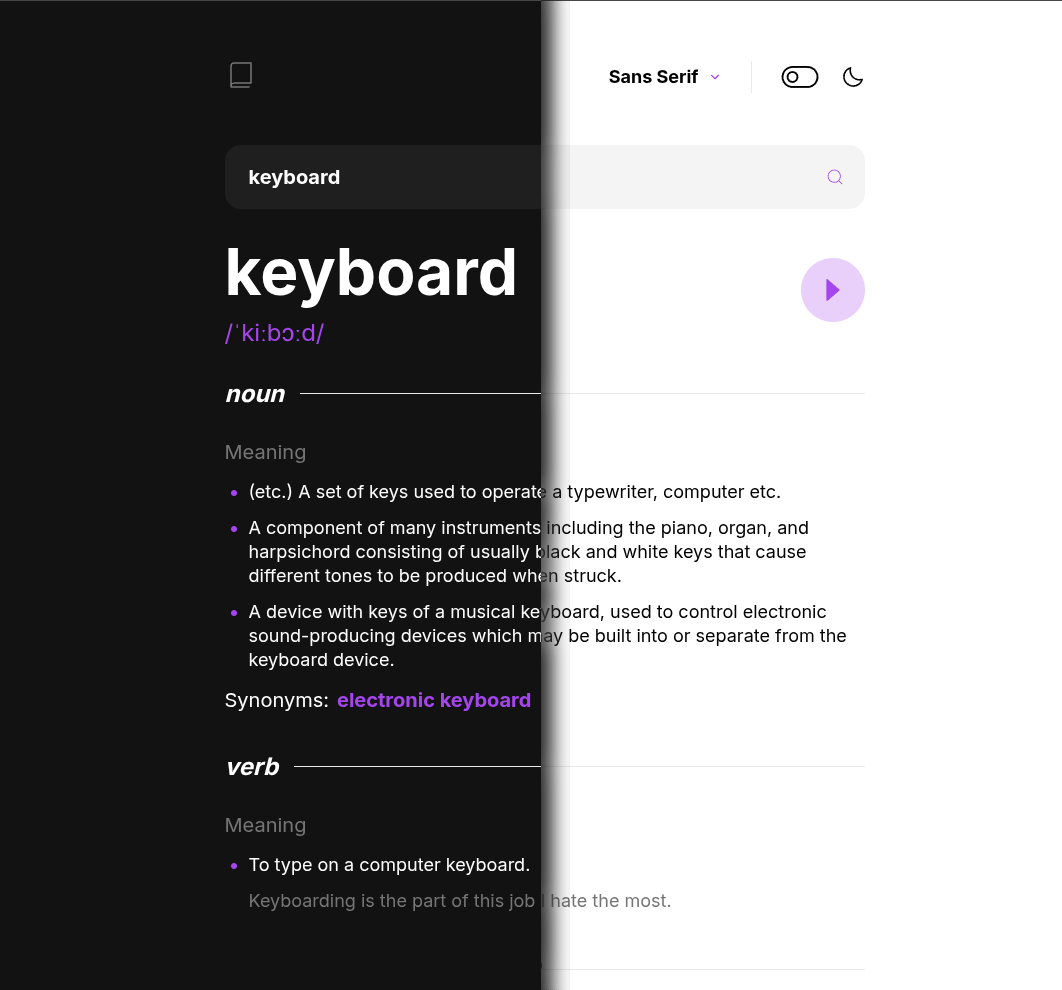 Sans Serif
keyboard
keyboard
/ˈkiːbɔːd/
noun
Meaning
(etc.) A set of keys used to operate a typewriter, computer etc.
A component of many instruments including the piano, organ, and
harpsichord consisting of usually black and white keys that cause
different tones to be produced when struck.
A device with keys of a musical keyboard, used to control electronic
sound-producing devices which may be built into or separate from the
keyboard device.
Synonyms: electronic keyboard
verb
Meaning
To type on a computer keyboard.
Keyboarding is the part of this job I hate the most.